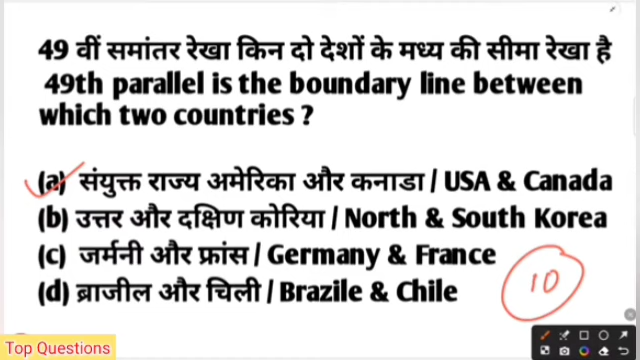 49 वीं समांतर रेखा किन दो देशों के मध्य की सीमा रेखा है
49th parallel is the boundary line between
which two countries ?
(a) संयुक्त राज्य अमेरिका और कनाडा / USA & Canada
(b) उत्तर और दक्षिण कोरिया / North & South Korea
(c) जर्मनी और फ्रांस / Germany & France
(d) ब्राजील और चिली / Brazile & Chile
10
Top Questions